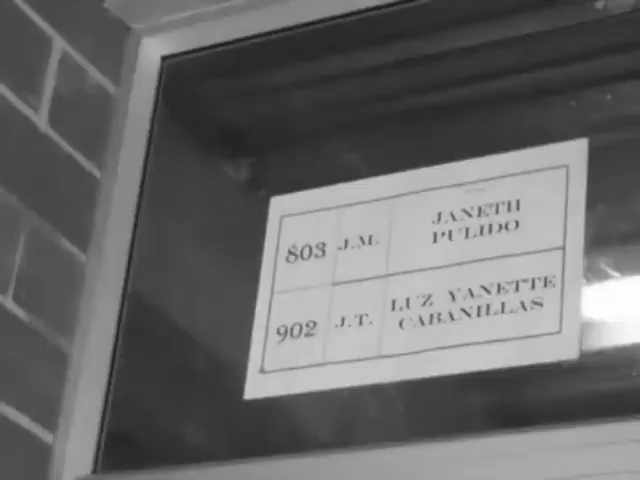 803 J.M. JANETH
PULIDO
902 J.T. LUZ YANETTE
CABANILLAS